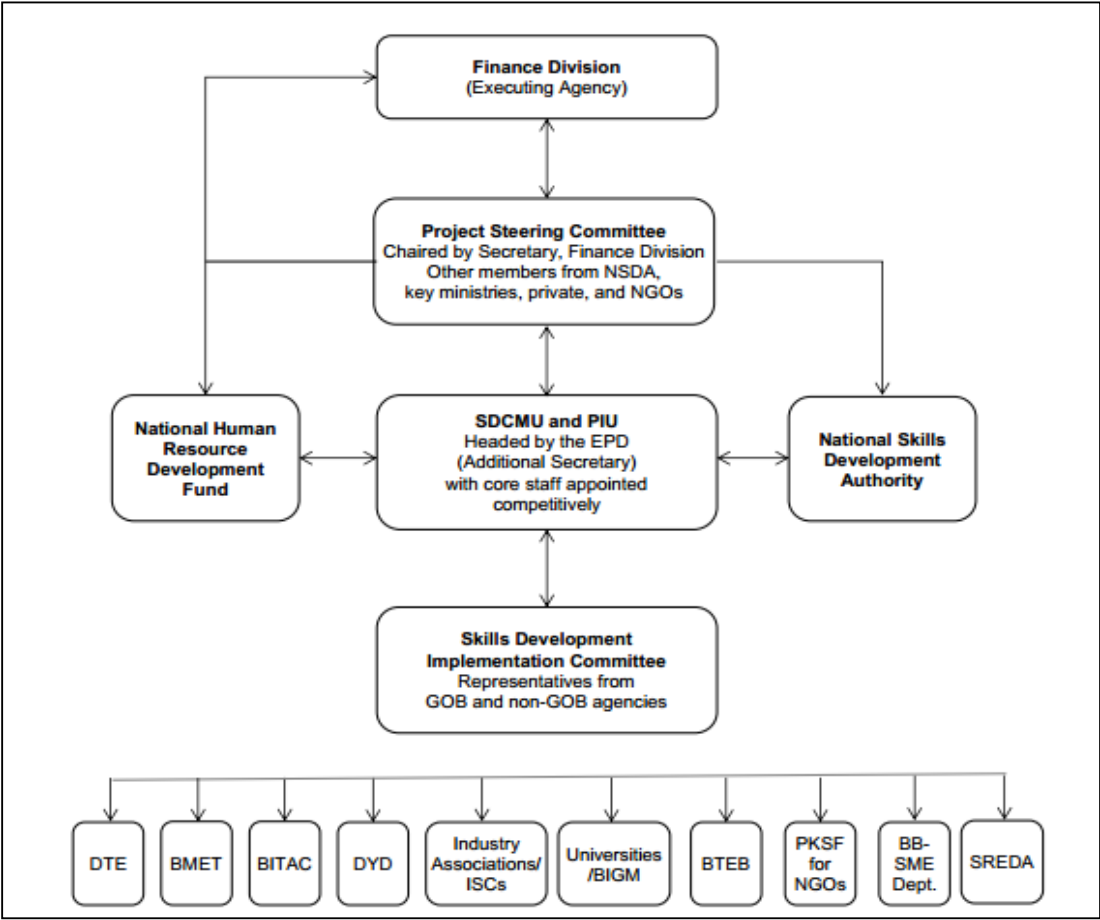 Finance Division
(Executing Agency)
Project Steering Committee
Chaired by Secretary, Finance Division
Other members from NSDA,
key ministries, private, and NGOs
National Human
Resource
Development
Fund
SDCMU and PIU
Headed by the EPD
(Additional Secretary)
with core staff appointed
competitively
National Skills
Development
Authority
Skills Development
Implementation Committee
Representatives from
GOB and non-GOB agencies
DTE
BMET
BITAC
DYD
Industry
Associations/
ISCs
Universities
/BIGM
BTEB
PKSF
for
NGOs
BB-
SME
Dept.
SREDA